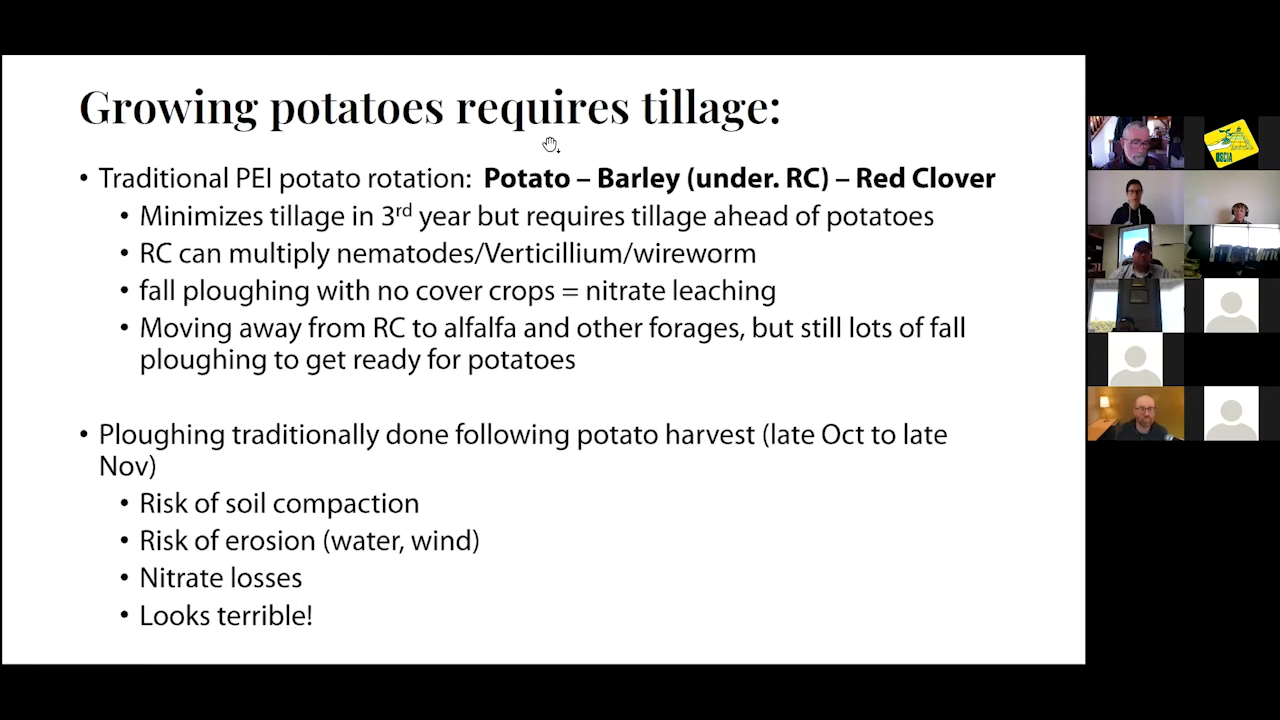 Growing potatoes requires tillage:
• Traditional PEI potato rotation: Potato – Barley (under. RC) – Red Clover
• Minimizes tillage in 3rd year but requires tillage ahead of potatoes
• RC can multiply nematodes/Verticillium/wireworm
• fall ploughing with no cover crops = nitrate leaching
• Moving away from RC to alfalfa and other forages, but still lots of fall
ploughing to get ready for potatoes
• Ploughing traditionally done following potato harvest (late Oct to late
Nov)
• Risk of soil compaction
• Risk of erosion (water, wind)
• Nitrate losses
• Looks terrible!